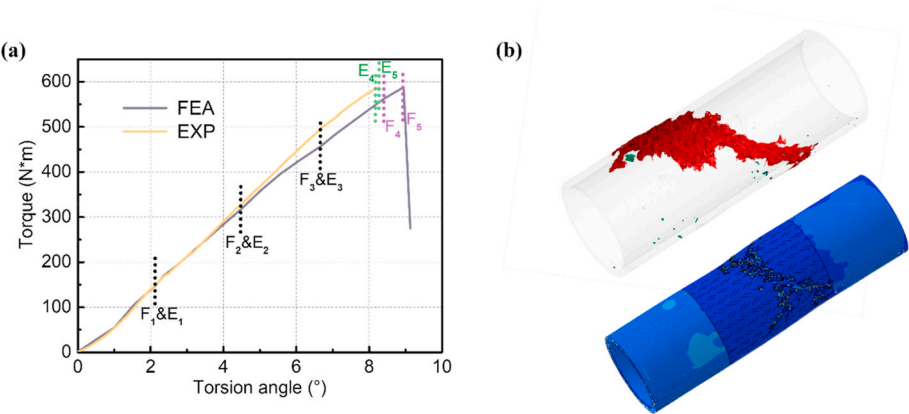 (a)
(b)
600
500
400
300
200
100
0
Torque (N*m)
FEA
EXP
E₄
E₅
F₄
F₅
F₃&E₃
F₂&E₂
F₁&E₁
0 2 4 6 8 10
Torsion angle (°)